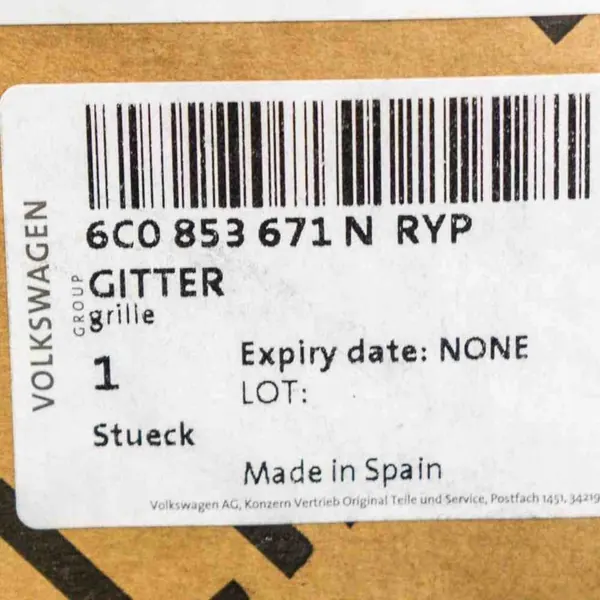 VOLKSWAGEN
GROUP
6C0 853 671 N RYP
GITTER
grille
1
Expiry date: NONE
LOT:
Stueck
Made in Spain
Volkswagen AG, Konzern Vertrieb Original Teile und Service, Postfach 1451, 34219